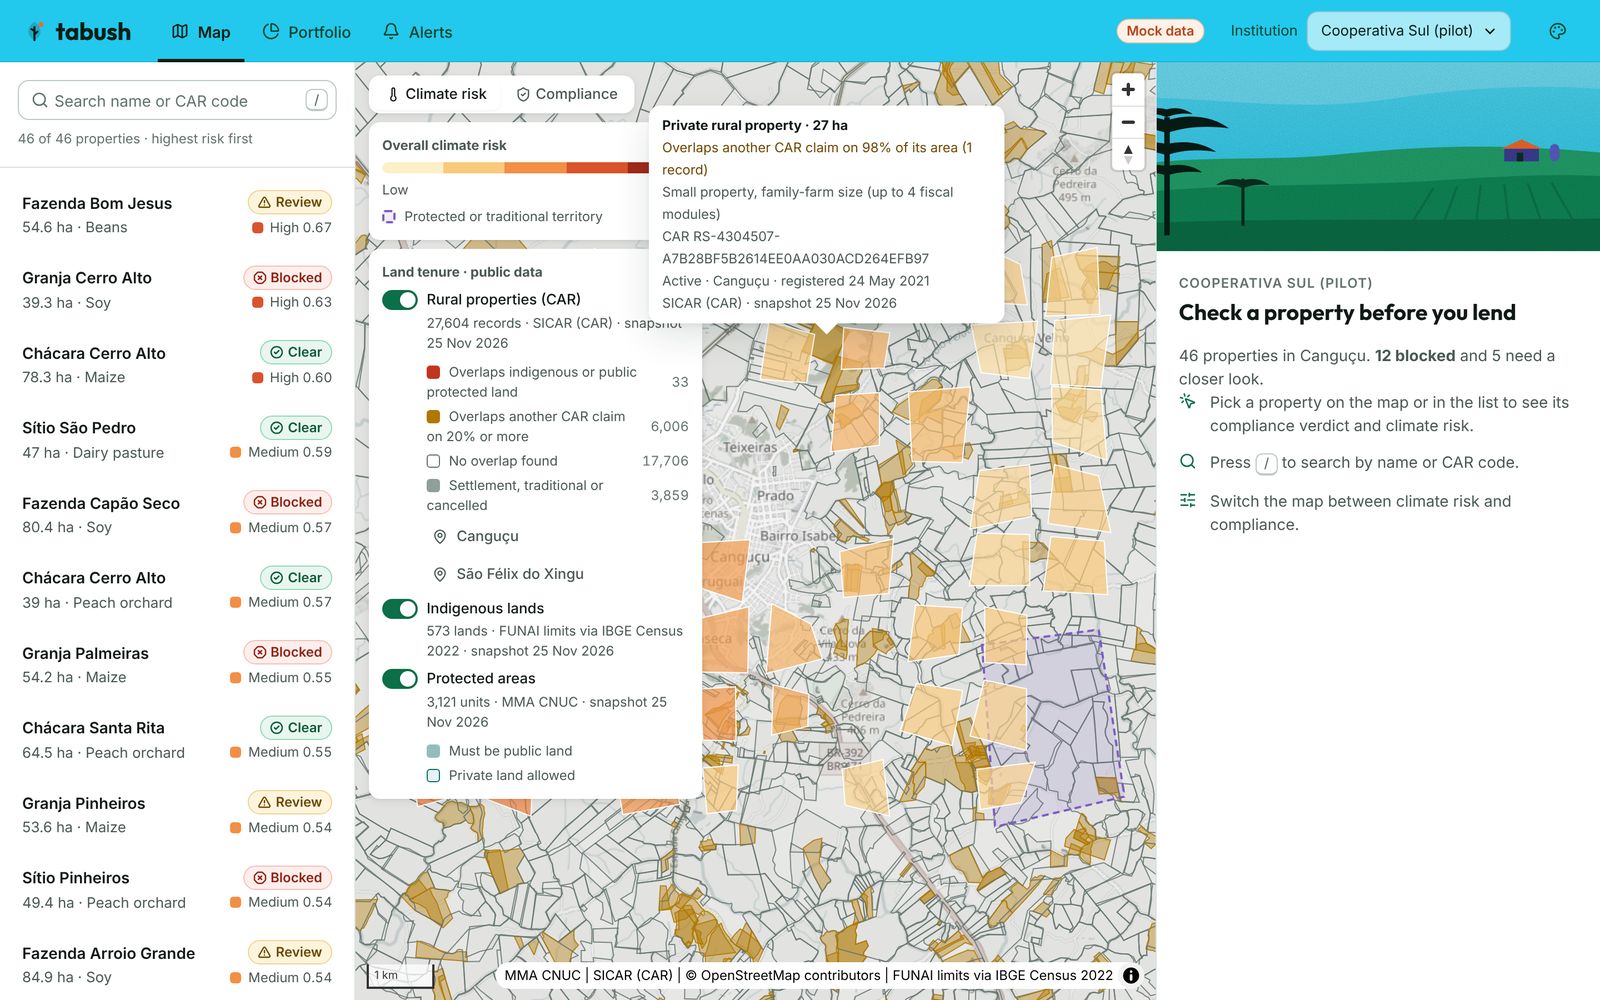 tabush
Map
Portfolio
Alerts
Mock data
Institution
Cooperativa Sul (pilot)
Search name or CAR code
/
46 of 46 properties · highest risk first
Fazenda Bom Jesus
Review
54.6 ha · Beans
High 0.67
Granja Cerro Alto
Blocked
39.3 ha · Soy
High 0.63
Chácara Cerro Alto
Clear
78.3 ha · Maize
High 0.60
Sítio São Pedro
Clear
47 ha · Dairy pasture
Medium 0.59
Fazenda Capão Seco
Blocked
80.4 ha · Soy
Medium 0.57
Chácara Cerro Alto
Clear
39 ha · Peach orchard
Medium 0.57
Granja Palmeiras
Blocked
54.2 ha · Maize
Medium 0.55
Chácara Santa Rita
Clear
64.5 ha · Peach orchard
Medium 0.55
Granja Pinheiros
Review
53.6 ha · Maize
Medium 0.54
Sítio Pinheiros
Blocked
49.4 ha · Peach orchard
Medium 0.54
Fazenda Arroio Grande
Review
84.9 ha · Soy
Medium 0.54
Climate risk
Compliance
Overall climate risk
Low
Protected or traditional territory
Land tenure · public data
Rural properties (CAR)
27,604 records · SICAR (CAR) · snapshot
25 Nov 2026
Overlaps indigenous or public
protected land
33
Overlaps another CAR claim
on 20% or more
6,006
No overlap found
17,706
Settlement, traditional or
cancelled
3,859
Canguçu
São Félix do Xingu
Indigenous lands
573 lands · FUNAI limits via IBGE Census
2022 · snapshot 25 Nov 2026
Protected areas
3,121 units · MMA CNUC · snapshot 25
Nov 2026
Must be public land
Private land allowed
Private rural property · 27 ha
Overlaps another CAR claim on 98% of its area (1
record)
Small property, family-farm size (up to 4 fiscal
modules)
CAR RS-4304507-
A7B28BF5B2614EE0AA030ACD264EFB97
Active · Canguçu · registered 24 May 2021
SICAR (CAR) · snapshot 25 Nov 2026
Cerro da
Pedreira
495 m
Canguçu Velho
Teixeiras
Prado
Bairro Isabel
Canguçu
Cerro da
Pedreira
BR-392
1 km
MMA CNUC | SICAR (CAR) | © OpenStreetMap contributors | FUNAI limits via IBGE Census 2022
COOPERATIVA SUL (PILOT)
Check a property before you lend
46 properties in Canguçu. 12 blocked and 5 need a
closer look.
Pick a property on the map or in the list to see its
compliance verdict and climate risk.
Press / to search by name or CAR code.
Switch the map between climate risk and
compliance.